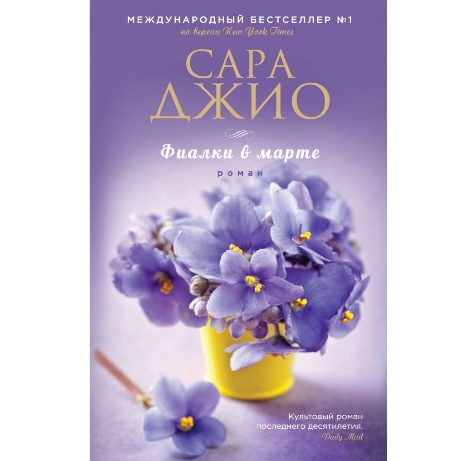 МЕЖДУНАРОДНЫЙ БЕСТСЕЛЛЕР №1
по версии New York Times
САРА
ДЖИО
Фиалки в марте
роман
Культовый роман
последнего десятилетия.
Daily Mail